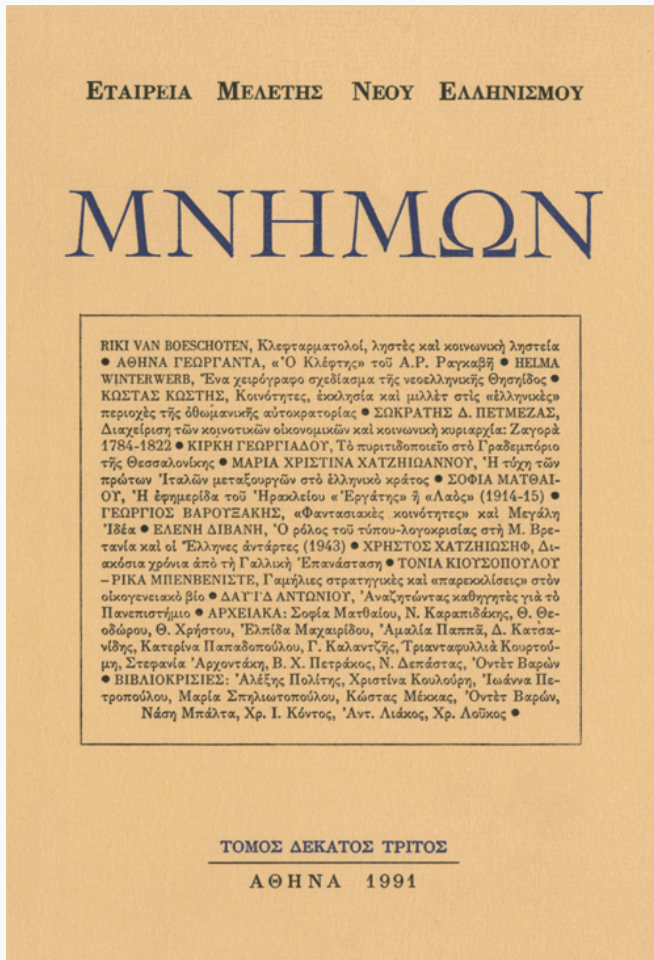 ΕΤΑΙΡΕΙΑ ΜΕΛΕΤΗΣ ΝΕΟΥ ΕΛΛΗΝΙΣΜΟΥ
ΜΝΗΜΩΝ
RIKI VAN BOESCHOTEN, Κλεφταρματολοί, ληστὲς καὶ κοινωνικὴ ληστεία
● ΑΘΗΝΑ ΓΕΩΡΓΑΝΤΑ, «Ὁ Κλέφτης» τοῦ Α.Ρ. Ραγκαβῆ ● HELMA
WINTERWERB, Ἕνα χειρόγραφο σχεδίασμα τῆς νεοελληνικῆς Θησηίδος ●
ΚΩΣΤΑΣ ΚΩΣΤΗΣ, Κοινότητες, ἐκκλησία καὶ μιλλὲτ στὶς «ἑλληνικὲς»
περιοχὲς τῆς ὀθωμανικῆς αὐτοκρατορίας ● ΣΩΚΡΑΤΗΣ Δ. ΠΕΤΜΕΖΑΣ,
Διαχείριση τῶν κοινοτικῶν οἰκονομικῶν καὶ κοινωνικὴ κυριαρχία: Ζαγορὰ
1784-1822 ● ΚΙΡΚΗ ΓΕΩΡΓΙΑΔΟΥ, Τὸ πυριτιδοποιεῖο στὸ Γραδεμπόριο
τῆς Θεσσαλονίκης ● ΜΑΡΙΑ ΧΡΙΣΤΙΝΑ ΧΑΤΖΗΙΩΑΝΝΟΥ, Ἡ τύχη τῶν
πρώτων Ἰταλῶν μεταξουργῶν στὸ ἑλληνικὸ κράτος ● ΣΟΦΙΑ ΜΑΤΘΑΙ-
ΟΥ, Ἡ ἐφημερίδα τοῦ Ἡρακλείου «Ἐργάτης» ἢ «Λαὸς» (1914-15) ●
ΓΕΩΡΓΙΟΣ ΒΑΡΟΥΞΑΚΗΣ, «Φαντασιακὲς κοινότητες» καὶ Μεγάλη
Ἰδέα ● ΕΛΕΝΗ ΔΙΒΑΝΗ, Ὁ ρόλος τοῦ τύπου-λογοκρισίας στὴ Μ. Βρε-
τανία καὶ οἱ Ἕλληνες ἀντάρτες (1943) ● ΧΡΗΣΤΟΣ ΧΑΤΖΗΙΩΣΗΦ, Δι-
ακόσια χρόνια ἀπὸ τὴ Γαλλικὴ Ἐπανάσταση ● ΤΟΝΙΑ ΚΙΟΥΣΟΠΟΥΛΟΥ
– ΡΙΚΑ ΜΠΕΝΒΕΝΙΣΤΕ, Γαμήλιες στρατηγικὲς καὶ «παρεκκλίσεις» στὸν
οἰκογενειακὸ βίο ● ΔΑΥΪΔ ΑΝΤΩΝΙΟΥ, Ἀναζητώντας καθηγητὲς γιὰ τὸ
Πανεπιστήμιο ● ΑΡΧΕΙΑΚΑ: Σοφία Ματθαίου, Ν. Καραπιδάκης, Θ. Θε-
οδώρου, Θ. Χρήστου, Ἐλπίδα Μαχαιρίδου, Ἀμαλία Παππᾶ, Δ. Κατσα-
νίδης, Κατερίνα Παπαδοπούλου, Γ. Καλαντζῆς, Τριανταφυλλιὰ Κουρτού-
μη, Στεφανία Ἀρχοντάκη, Β. Χ. Πετράκος, Ν. Δεπάστας, Ὀντὲτ Βαρὼν
● ΒΙΒΛΙΟΚΡΙΣΙΕΣ: Ἀλέξης Πολίτης, Χριστίνα Κουλούρη, Ἰωάννα Πε-
τροπούλου, Μαρία Σπηλιωτοπούλου, Κώστας Μέκκας, Ὀντὲτ Βαρών,
Νάση Μπάλτα, Χρ. Ι. Κόντος, Ἀντ. Λιάκος, Χρ. Λοῦκος ●
ΤΟΜΟΣ ΔΕΚΑΤΟΣ ΤΡΙΤΟΣ
ΑΘΗΝΑ 1991